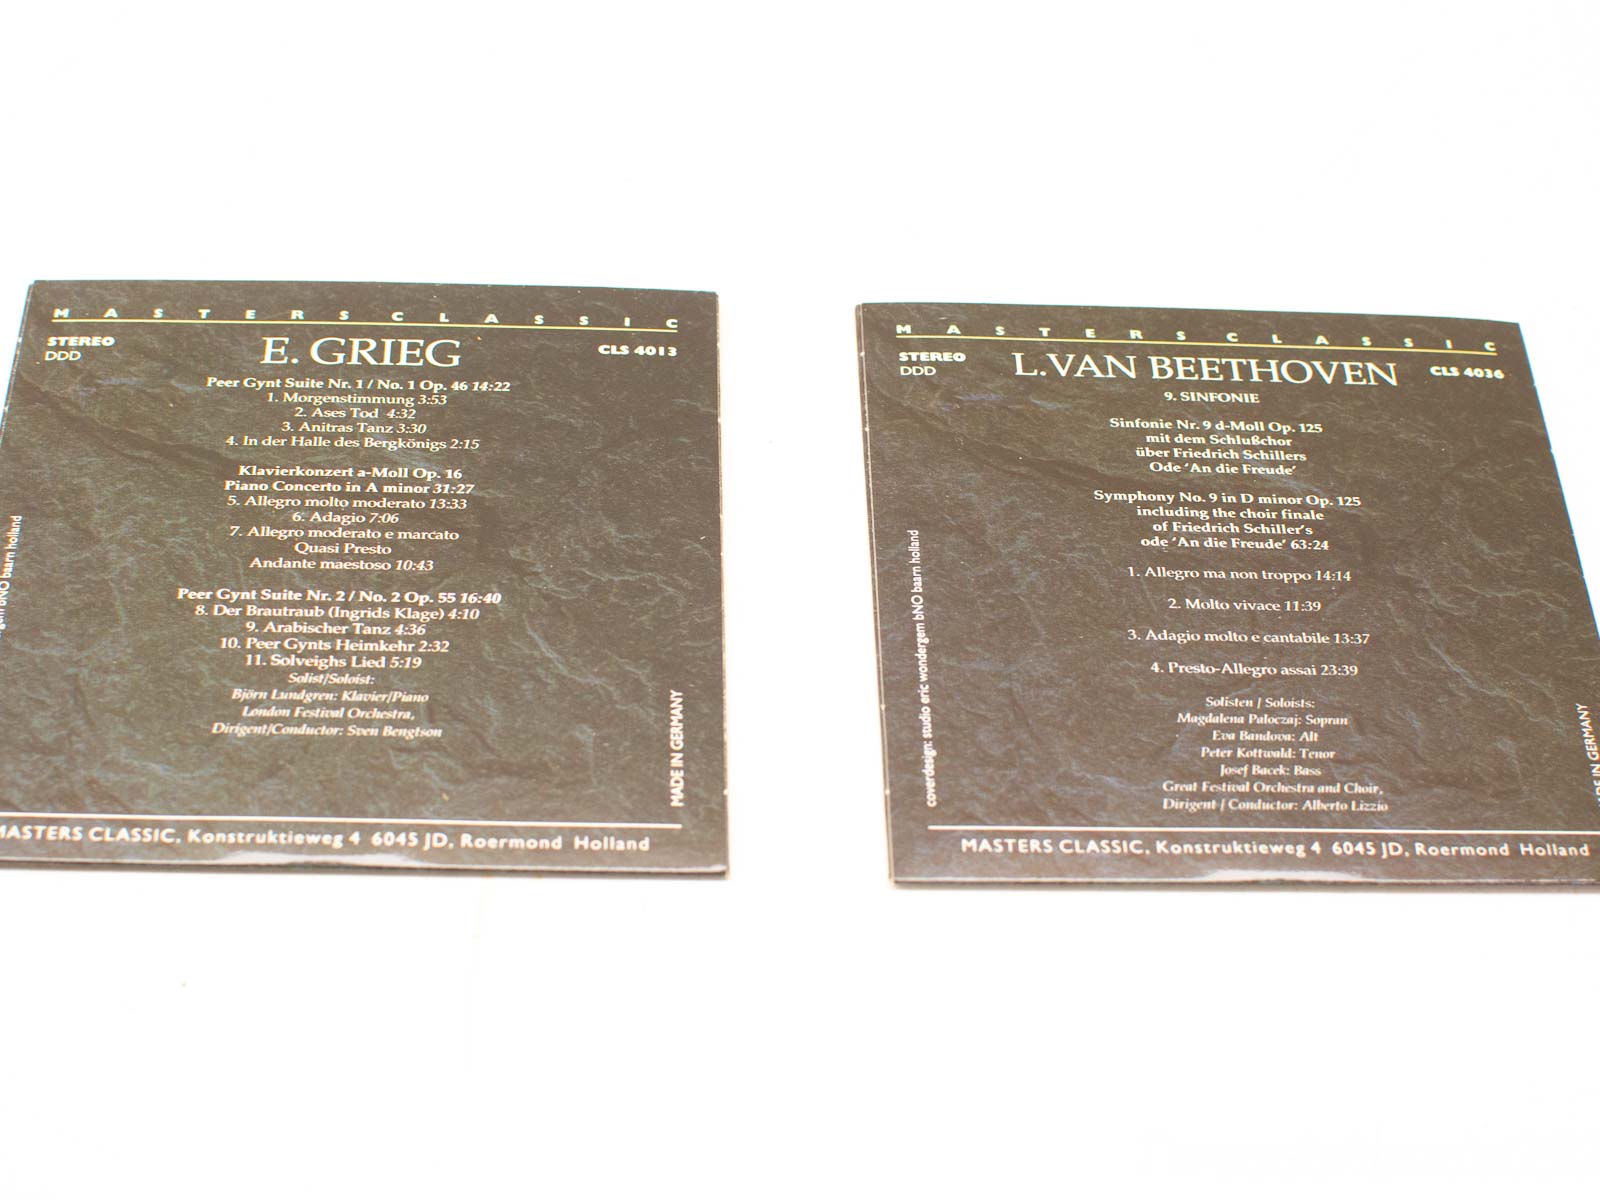 MASTERS CLASSIC
STEREO
DDD
E. GRIEG
CLS 4013
Peer Gynt Suite Nr. 1 / No. 1 Op. 46 14:22
1. Morgenstimmung 3:53
2. Ases Tod 4:32
3. Anitras Tanz 3:30
4. In der Halle des Bergkönigs 2:15
Klavierkonzert a-Moll Op. 16
Piano Concerto in A minor 31:27
5. Allegro molto moderato 13:33
6. Adagio 7:06
7. Allegro moderato e marcato
Quasi Presto
Andante maestoso 10:43
Peer Gynt Suite Nr. 2 / No. 2 Op. 55 16:40
8. Der Brautraub (Ingrids Klage) 4:10
9. Arabischer Tanz 4:36
10. Peer Gynts Heimkehr 2:32
11. Solveighs Lied 5:19
Solist/Soloist:
Björn Lundgren: Klavier/Piano
London Festival Orchestra,
Dirigent/Conductor: Sven Bengtson
bNO baarn holland
MADE IN GERMANY
MASTERS CLASSIC, Konstruktieweg 4 6045 JD, Roermond Holland
MASTERS CLASSIC
STEREO
DDD
L.VAN BEETHOVEN
CLS 4036
9. SINFONIE
Sinfonie Nr. 9 d-Moll Op. 125
mit dem Schlußchor
über Friedrich Schillers
Ode 'An die Freude'
Symphony No. 9 in D minor Op. 125
including the choir finale
of Friedrich Schiller's
ode 'An die Freude' 63:24
1. Allegro ma non troppo 14:14
2. Molto vivace 11:39
3. Adagio molto e cantabile 13:37
4. Presto-Allegro assai 23:39
Solisten / Soloists:
Magdalena Paloczaj: Sopran
Eva Bandova: Alt
Peter Kottwald: Tenor
Josef Bacek: Bass
Great Festival Orchestra and Choir,
Dirigent / Conductor: Alberto Lizzio
coverdesign: studio eric wondergem bNO baarn holland
IN GERMANY
MASTERS CLASSIC, Konstruktieweg 4 6045 JD, Roermond Holland